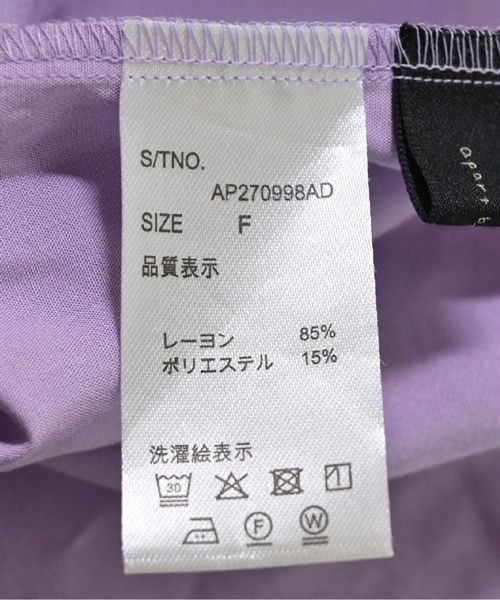 S/TNO.
AP270998AD
SIZE F
品質表示
レーヨン 85%
ポリエステル 15%
洗濯絵表示
30
F W
apart b